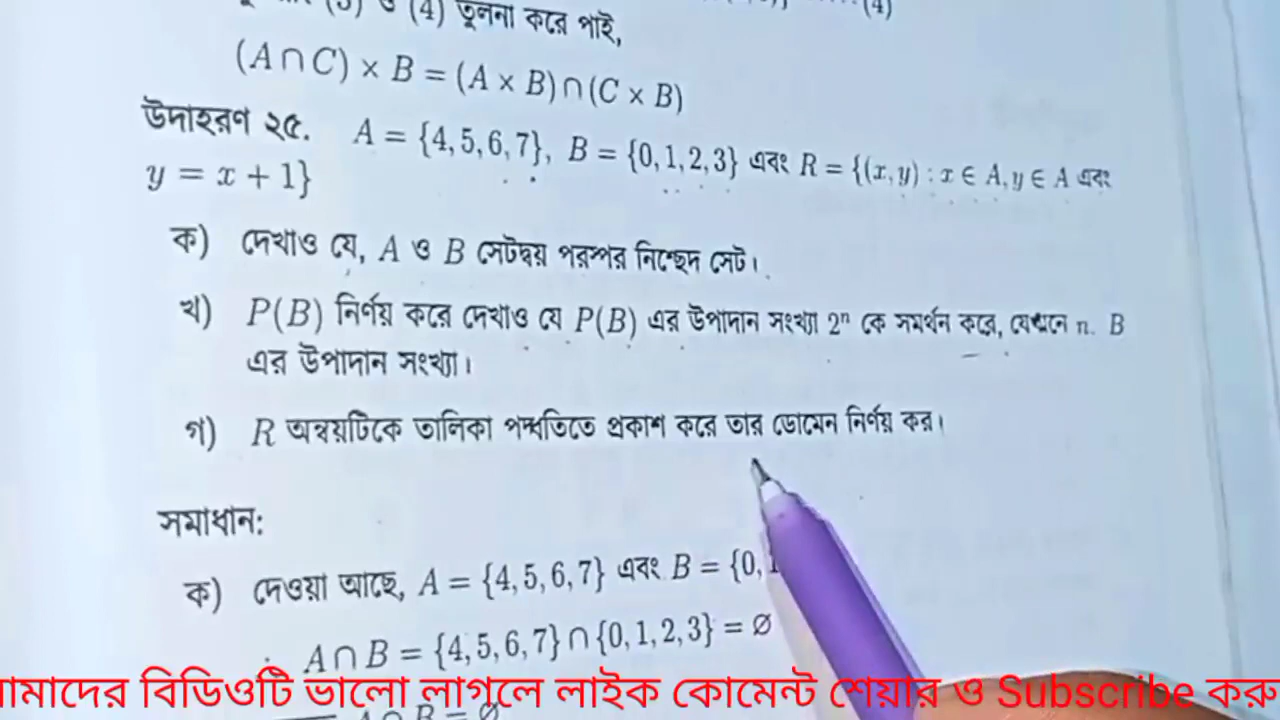 (3) ও (4) তুলনা করে পাই, (4)
(A ∩ C) × B = (A × B) ∩ (C × B)
উদাহরণ ২৫. A = {4, 5, 6, 7}, B = {0, 1, 2, 3} এবং R = {(x, y) : x ∈ A, y ∈ A এবং
y = x + 1}
ক) দেখাও যে, A ও B সেটদ্বয় পরস্পর নিশ্ছেদ সেট।
খ) P(B) নির্ণয় করে দেখাও যে P(B) এর উপাদান সংখ্যা 2ⁿ কে সমর্থন করে, যেখানে n. B
এর উপাদান সংখ্যা।
গ) R অন্বয়টিকে তালিকা পদ্ধতিতে প্রকাশ করে তার ডোমেন নির্ণয় কর।
সমাধান:
ক) দেওয়া আছে, A = {4, 5, 6, 7} এবং B = {0, 1
A ∩ B = {4, 5, 6, 7} ∩ {0, 1, 2, 3} = ∅
মাদের বিডিওটি ভালো লাগলে লাইক কোমেন্ট শেয়ার ও Subscribe করু
A ∩ B = ∅